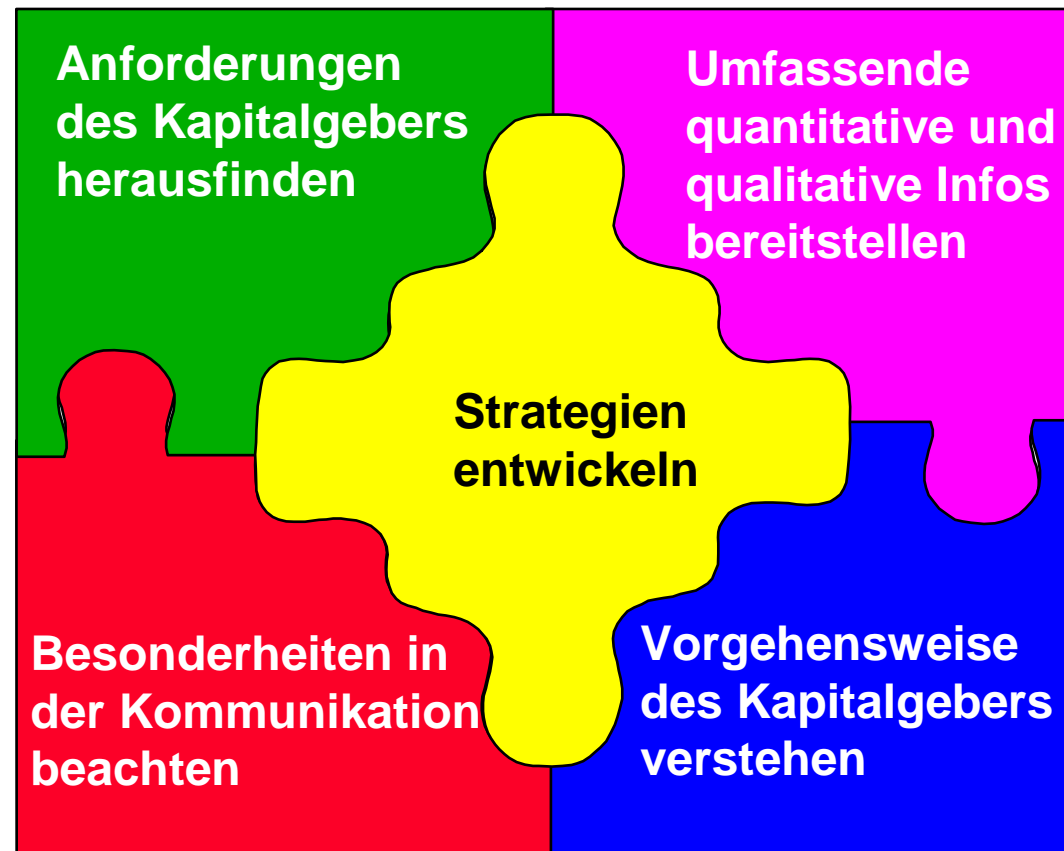 Anforderungen
des Kapitalgebers
herausfinden
Umfassende
quantitative und
qualitative Infos
bereitstellen
Strategien
entwickeln
Besonderheiten in
der Kommunikation
beachten
Vorgehensweise
des Kapitalgebers
verstehen